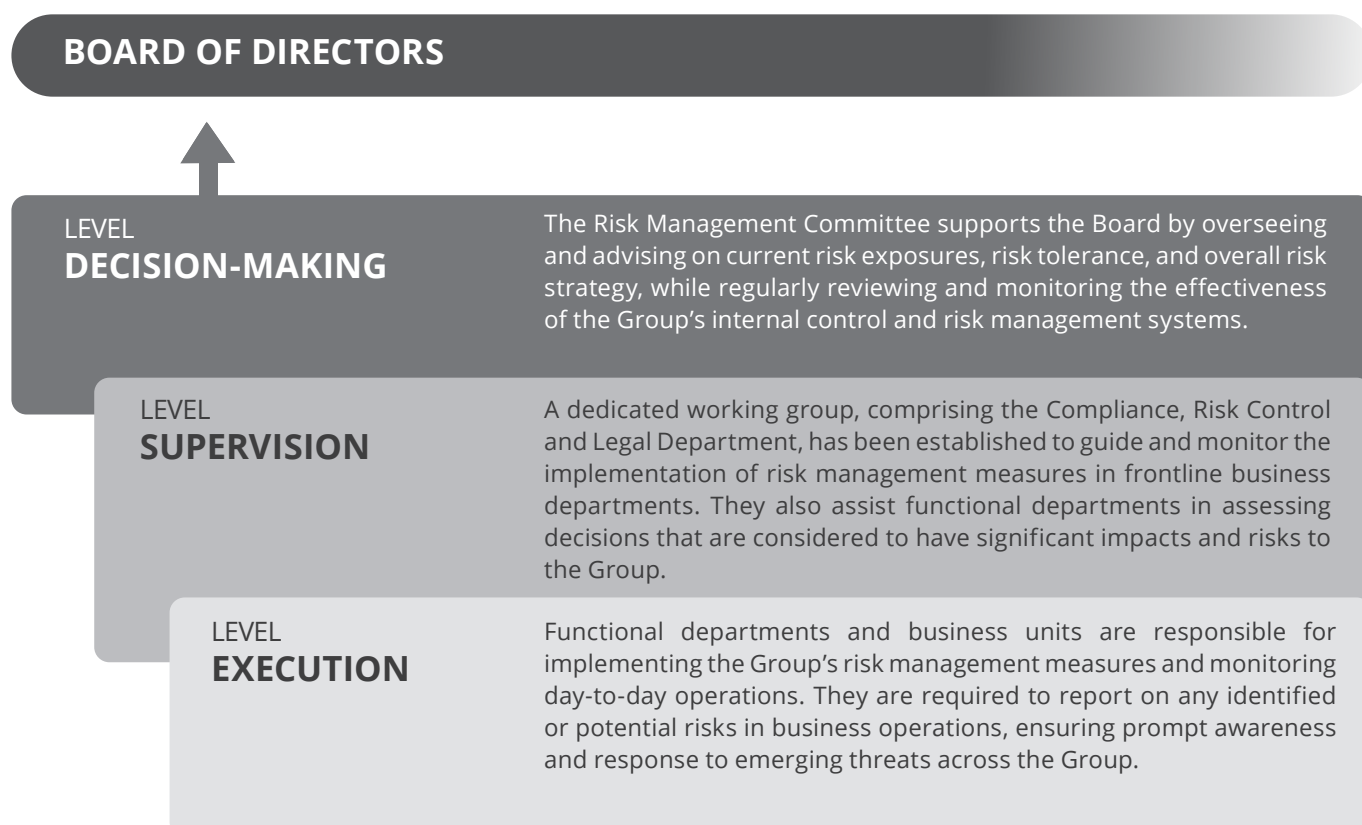 BOARD OF DIRECTORS
LEVEL
DECISION-MAKING
The Risk Management Committee supports the Board by overseeing
and advising on current risk exposures, risk tolerance, and overall risk
strategy, while regularly reviewing and monitoring the effectiveness
of the Group’s internal control and risk management systems.
LEVEL
SUPERVISION
A dedicated working group, comprising the Compliance, Risk Control
and Legal Department, has been established to guide and monitor the
implementation of risk management measures in frontline business
departments. They also assist functional departments in assessing
decisions that are considered to have significant impacts and risks to
the Group.
LEVEL
EXECUTION
Functional departments and business units are responsible for
implementing the Group’s risk management measures and monitoring
day-to-day operations. They are required to report on any identified
or potential risks in business operations, ensuring prompt awareness
and response to emerging threats across the Group.